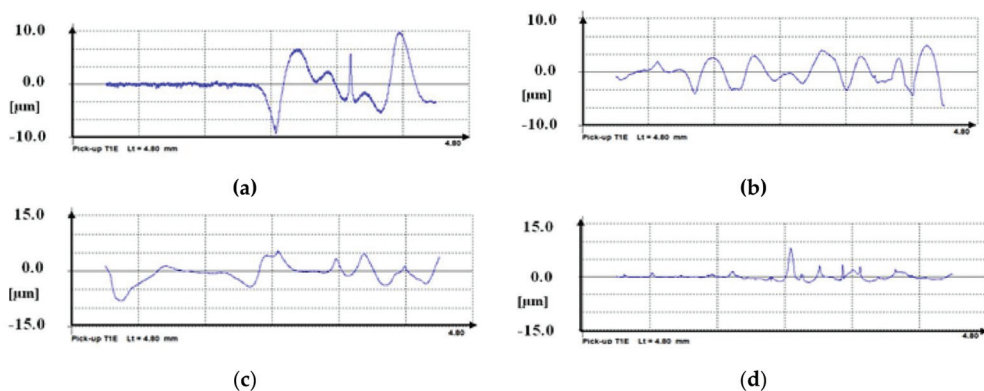 10.0
0.0
[µm]
-10.0
4.80
Pick-up T1E Lt = 4.80 mm
(a)
10.0
0.0
[µm]
-10.0
4.80
Pick-up T1E Lt = 4.80 mm
(b)
15.0
0.0
[µm]
-15.0
4.80
Pick-up T1E Lt = 4.80 mm
(c)
15.0
0.0
[µm]
-15.0
4.80
Pick-up T1E Lt = 4.80 mm
(d)